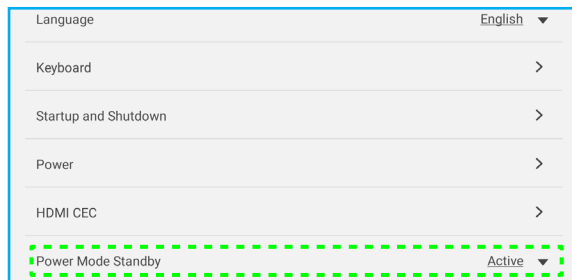 Language English
Keyboard
Startup and Shutdown
Power
HDMI CEC
Power Mode Standby Active